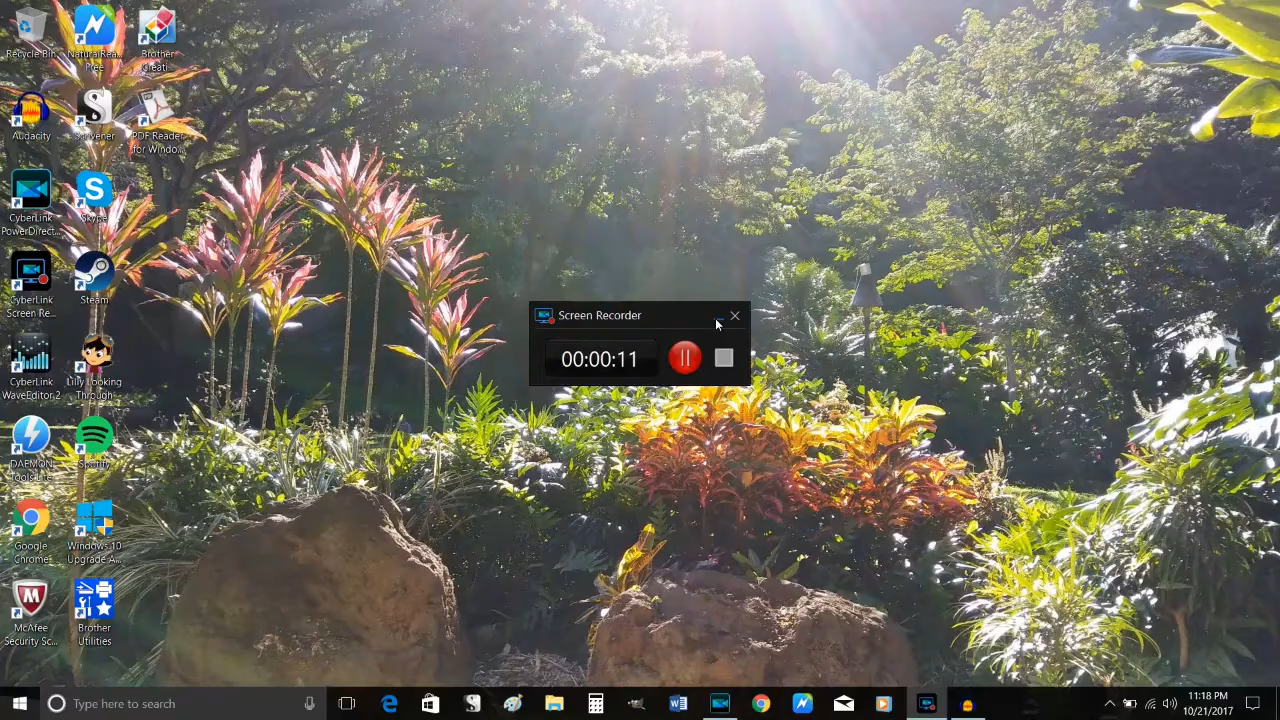 Recycle Bin
NaturalRea...
Free
Brother
Creati...
Audacity
Scrivener
PDF Reader
for Windo...
CyberLink
PowerDirect...
Skype
CyberLink
Screen Re...
Steam
CyberLink
WaveEditor 2
Lilly Looking
Through
DAEMON
Tools Lite
Spotify
Google
Chrome
Windows 10
Upgrade A...
McAfee
Security Sc...
Brother
Utilities
Screen Recorder
00:00:11
Type here to search
11:18 PM
10/21/2017